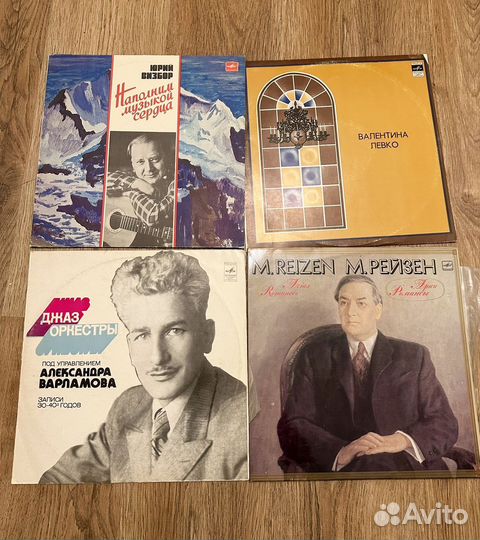 ЮРИЙ
ВИЗБОР
Наполним
музыкой
сердца
ВАЛЕНТИНА
ЛЕВКО
ДЖАЗ
ОРКЕСТРЫ
ПОД УПРАВЛЕНИЕМ
АЛЕКСАНДРА
ВАРЛАМОВА
ЗАПИСИ
30-40х ГОДОВ
M. REIZEN М. РЕЙЗЕН
Arias Арии
Romances Романсы
Avito